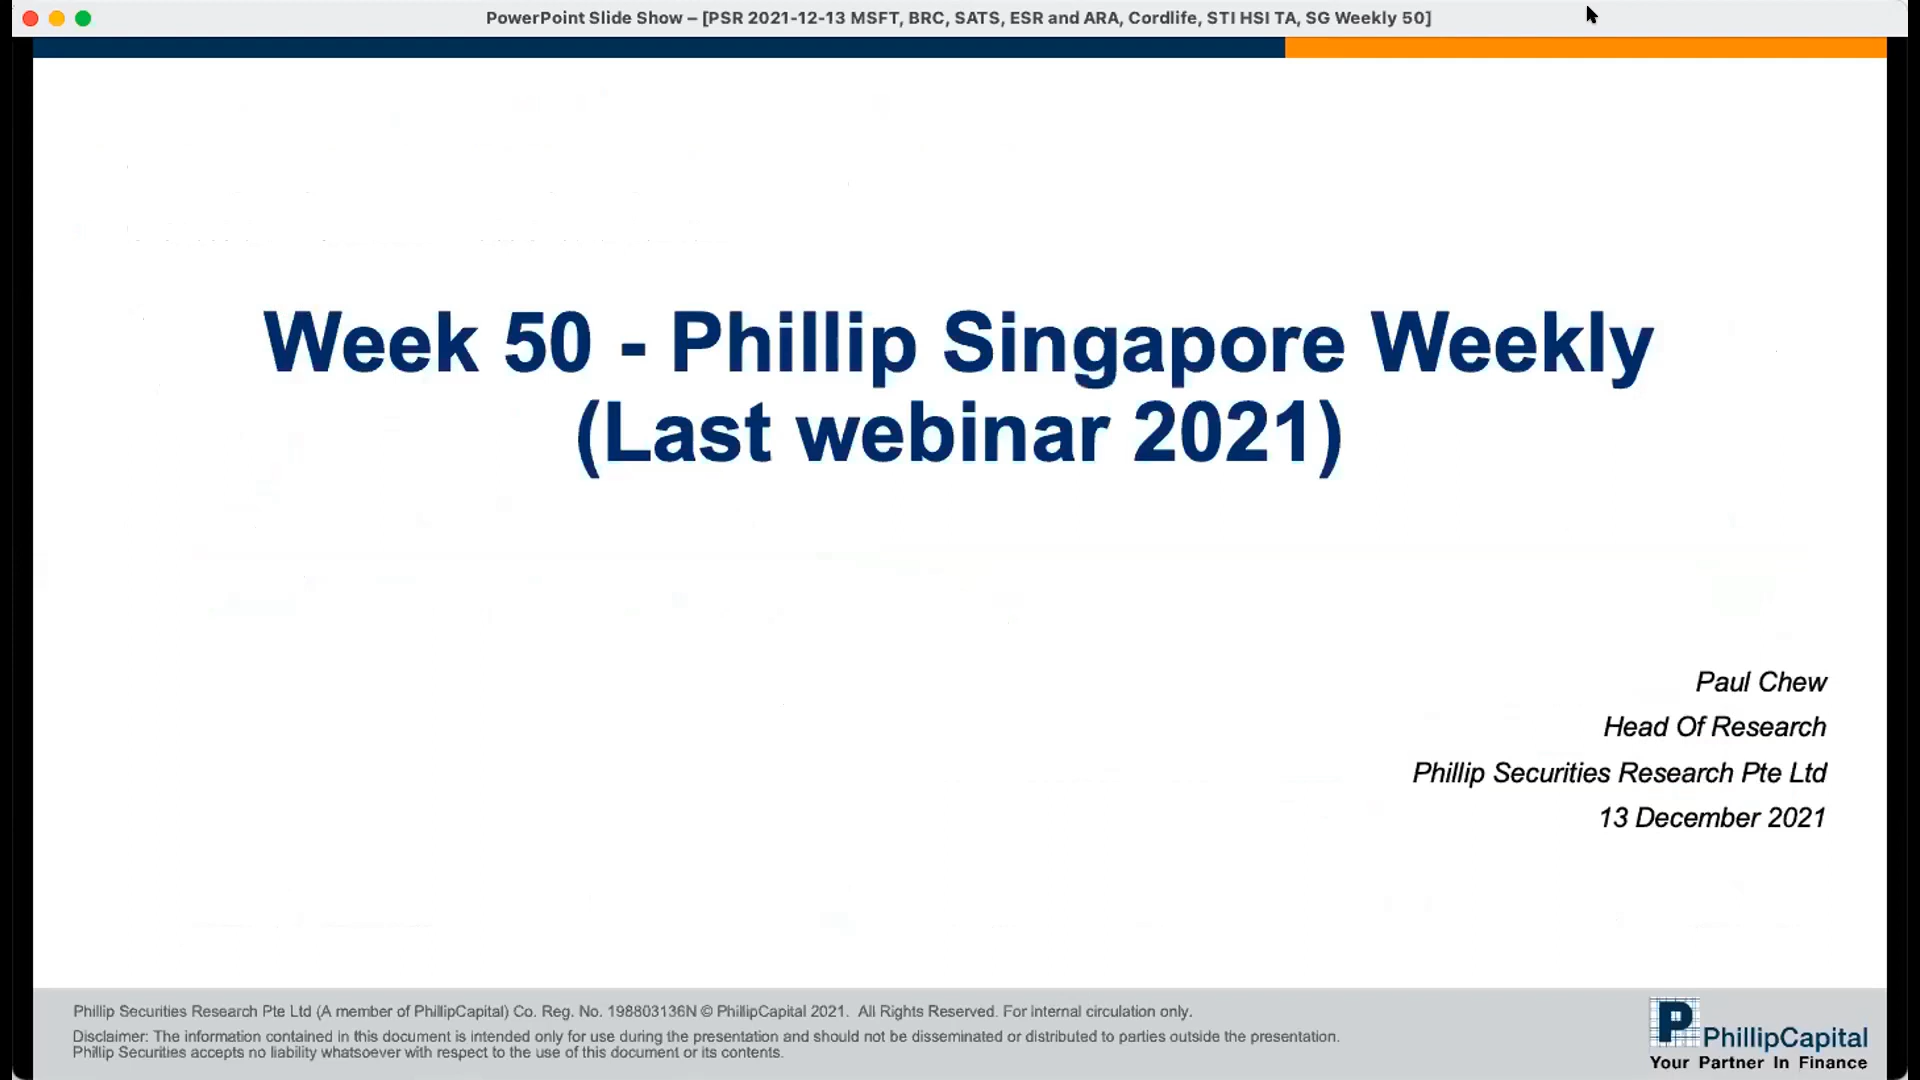 PowerPoint Slide Show – [PSR 2021-12-13 MSFT, BRC, SATS, ESR and ARA, Cordlife, STI HSI TA, SG Weekly 50]
Week 50 - Phillip Singapore Weekly
(Last webinar 2021)
Paul Chew
Head Of Research
Phillip Securities Research Pte Ltd
13 December 2021
Phillip Securities Research Pte Ltd (A member of PhillipCapital) Co. Reg. No. 198803136N © PhillipCapital 2021. All Rights Reserved. For Internal circulation only.
Disclaimer: The information contained in this document is intended only for use during the presentation and should not be disseminated or distributed to parties outside the presentation.
Phillip Securities accepts no liability whatsoever with respect to the use of this document or its contents.
P PhillipCapital
Your Partner In Finance